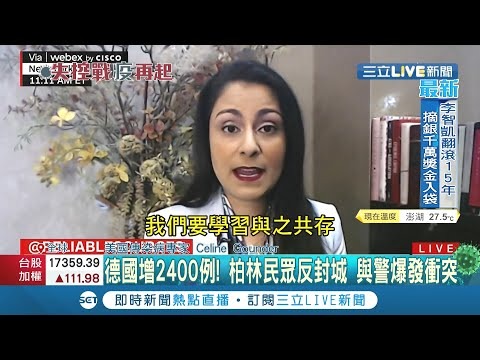 Via webex by CISCO
11:11 AM ET
失控戰疫再起
三立LIVE新聞
最新
李智凱翻滾15年
摘銀千萬獎金入袋
現在溫度 澎湖 27.5℃
我們要學習與之共存
Celine Gounder
LIVE
台股 17359.39
加權 ▲111.98
德國增2400例! 柏林民眾反封城 與警爆發衝突
SET 即時新聞熱點直播‧訂閱三立LIVE新聞